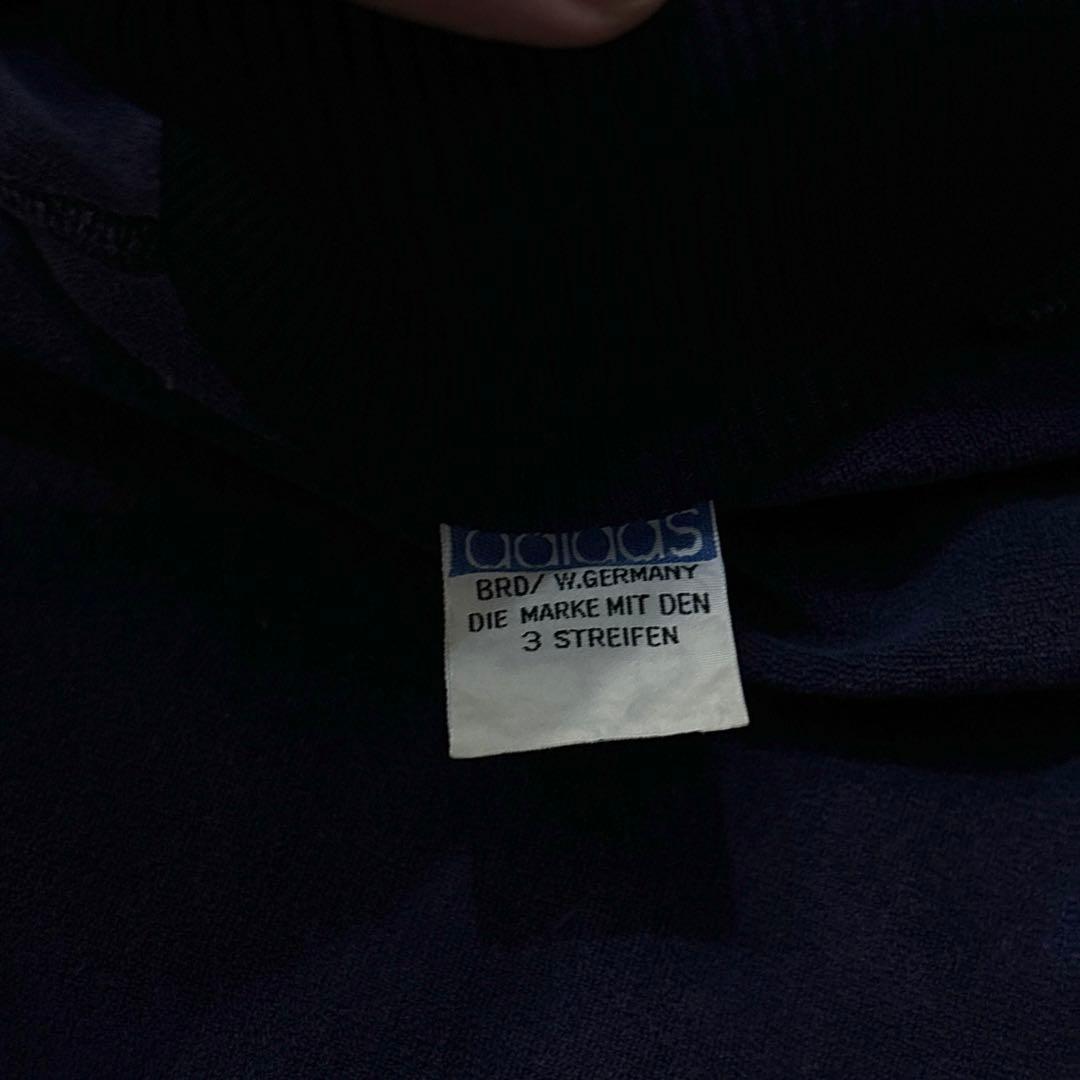 adidas
BRD/ W.GERMANY
DIE MARKE MIT DEN
3 STREIFEN